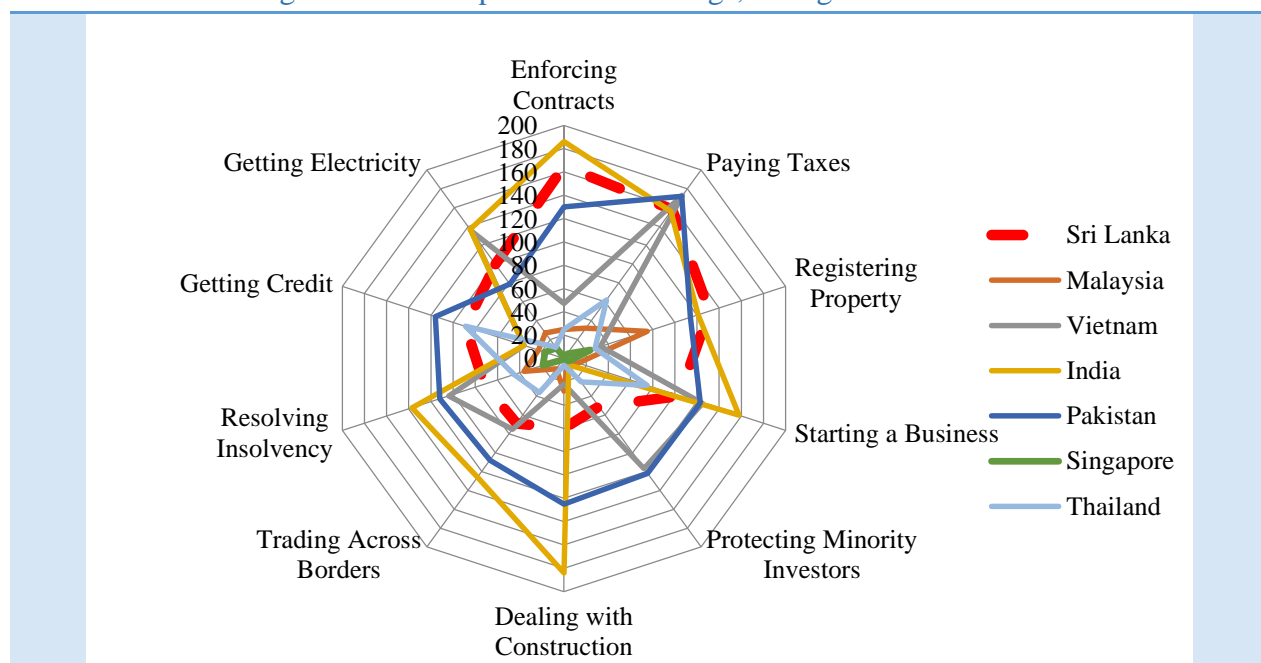 Enforcing
Contracts
200
180
160
140
120
100
80
60
40
20
0
Paying Taxes
Registering
Property
Starting a Business
Protecting Minority
Investors
Dealing with
Construction
Trading Across
Borders
Resolving
Insolvency
Getting Credit
Getting Electricity
Sri Lanka
Malaysia
Vietnam
India
Pakistan
Singapore
Thailand